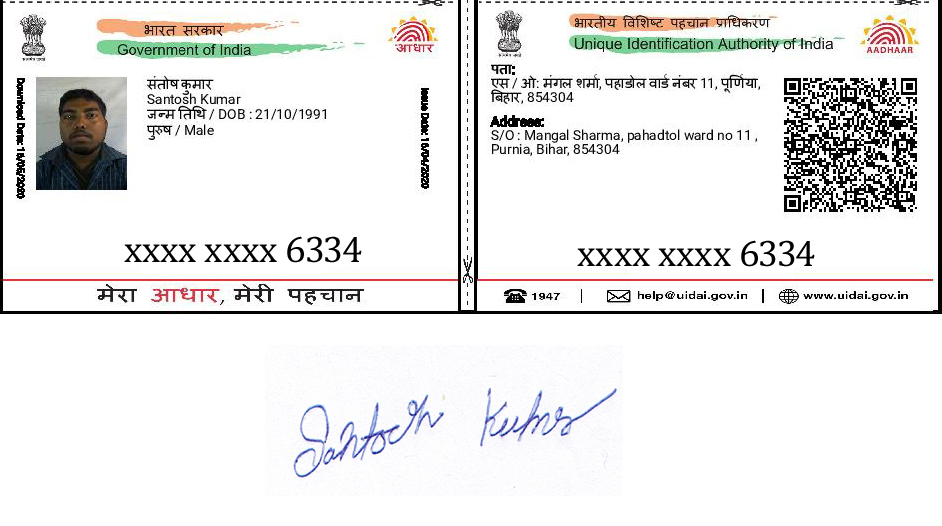 भारत सरकार
Government of India
आधार
Download Date: 16/05/2020
संतोष कुमार
Santosh Kumar
जन्म तिथि / DOB : 21/10/1991
पुरुष / Male
Issue Date: 16/04/2020
xxxx xxxx 6334
मेरा आधार, मेरी पहचान
भारतीय विशिष्ट पहचान प्राधिकरण
Unique Identification Authority of India
AADHAAR
पता:
एस / ओ: मंगल शर्मा, पहाडोल वार्ड नंबर 11, पूर्णिया,
बिहार, 854304
Address:
S/O : Mangal Sharma, pahadtol ward no 11 ,
Purnia, Bihar, 854304
xxxx xxxx 6334
1947 | help@uidai.gov.in | www.uidai.gov.in
Santosh Kumar